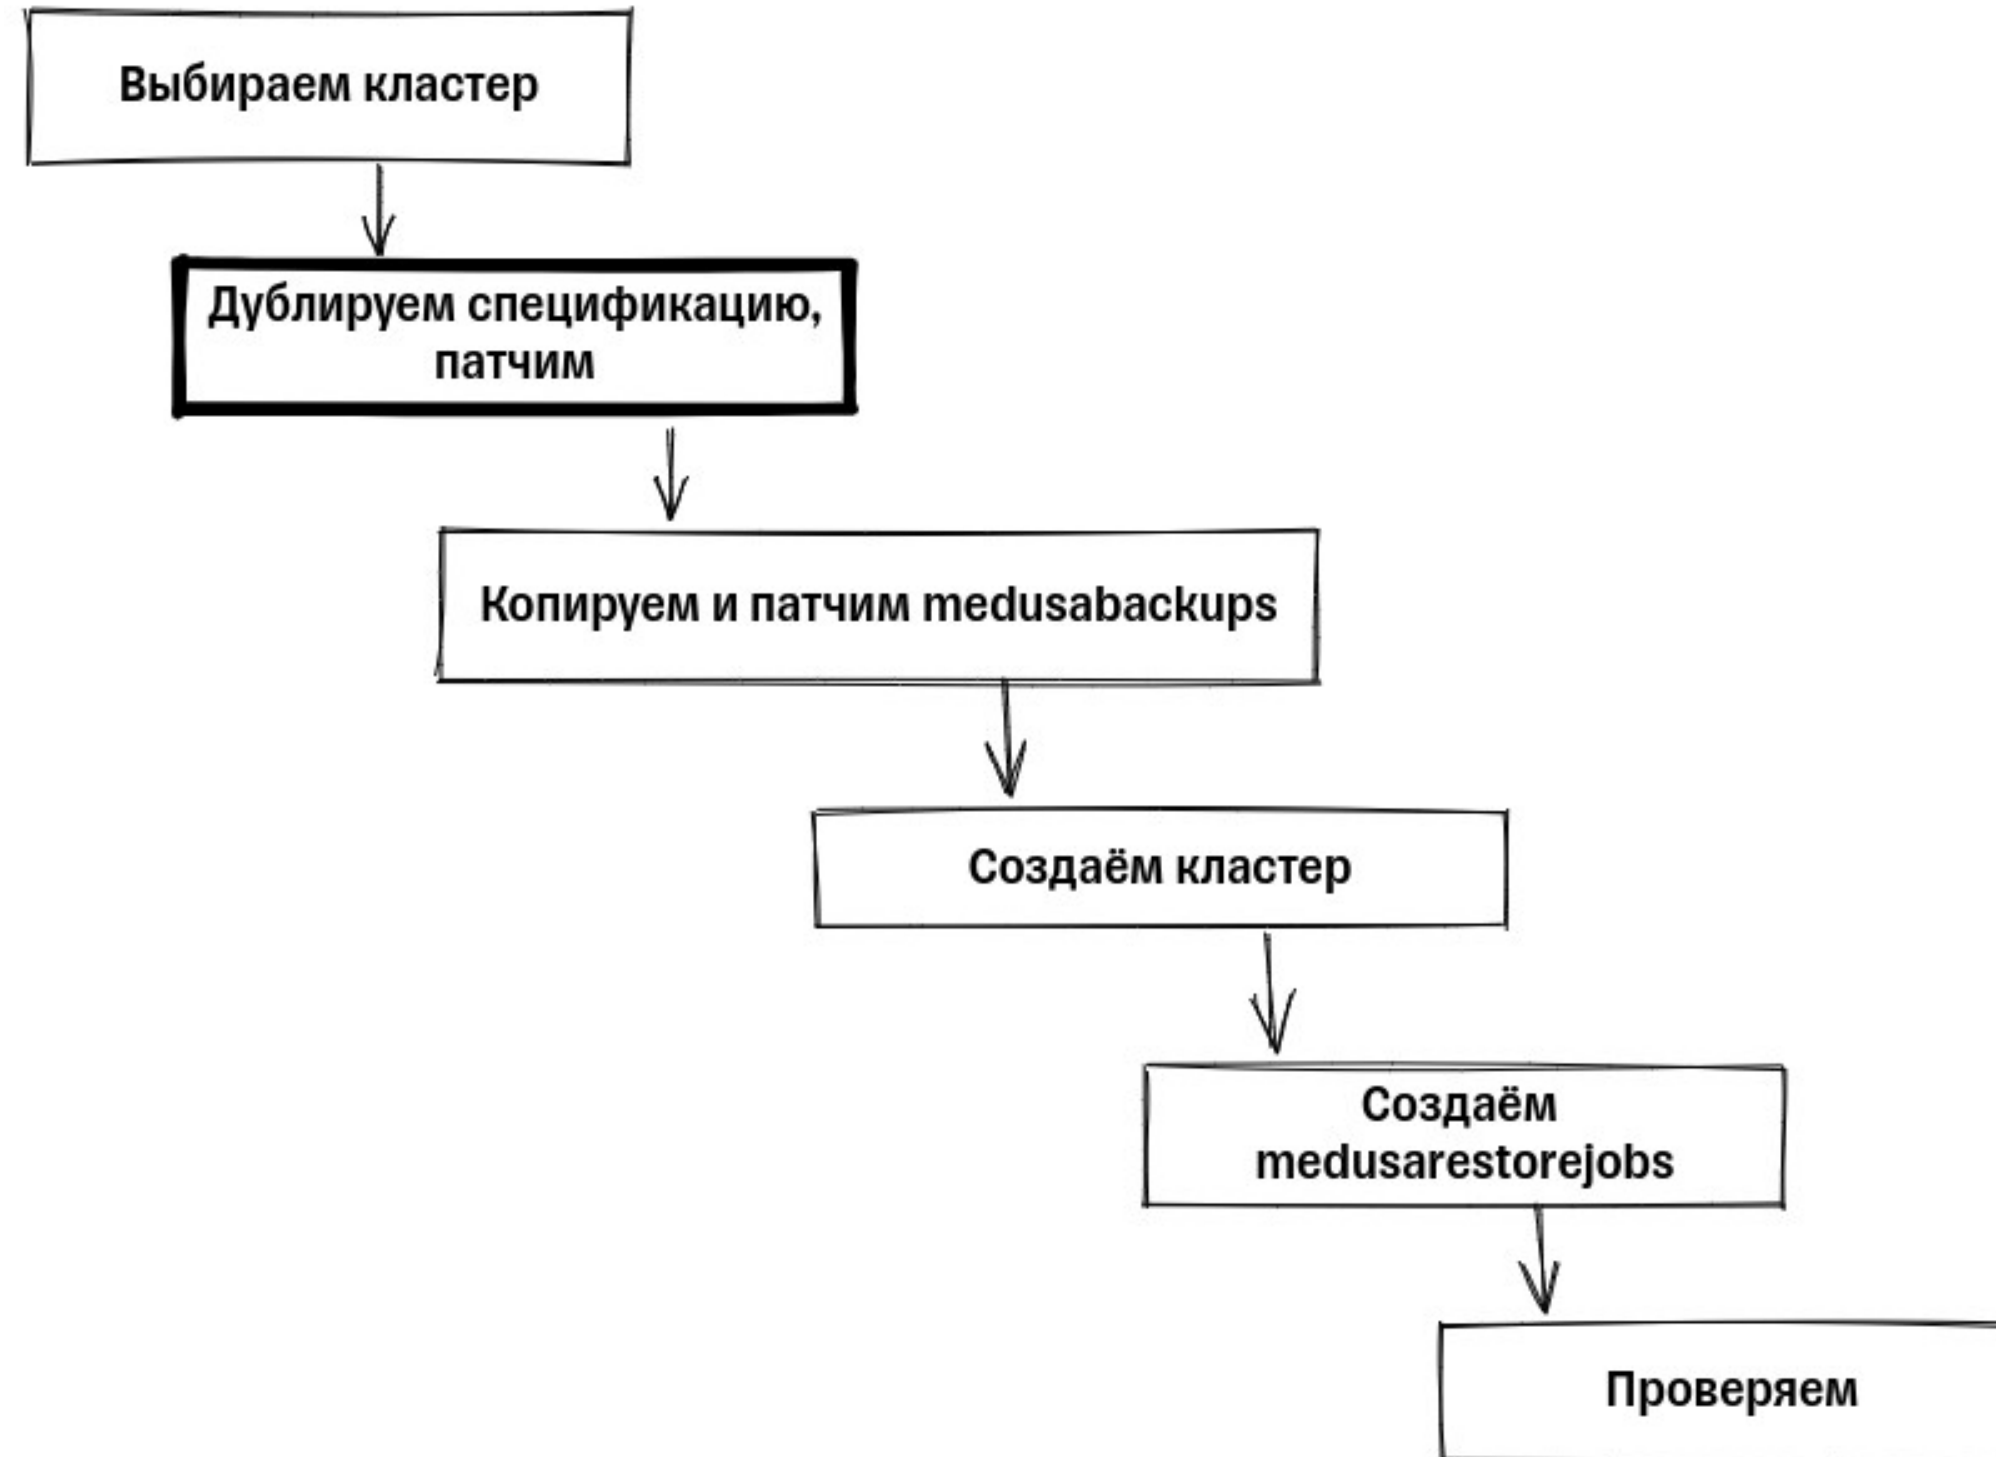 Выбираем кластер
Дублируем спецификацию,
патчим
Копируем и патчим medusabackups
Создаём кластер
Создаём
medusarestorejobs
Проверяем